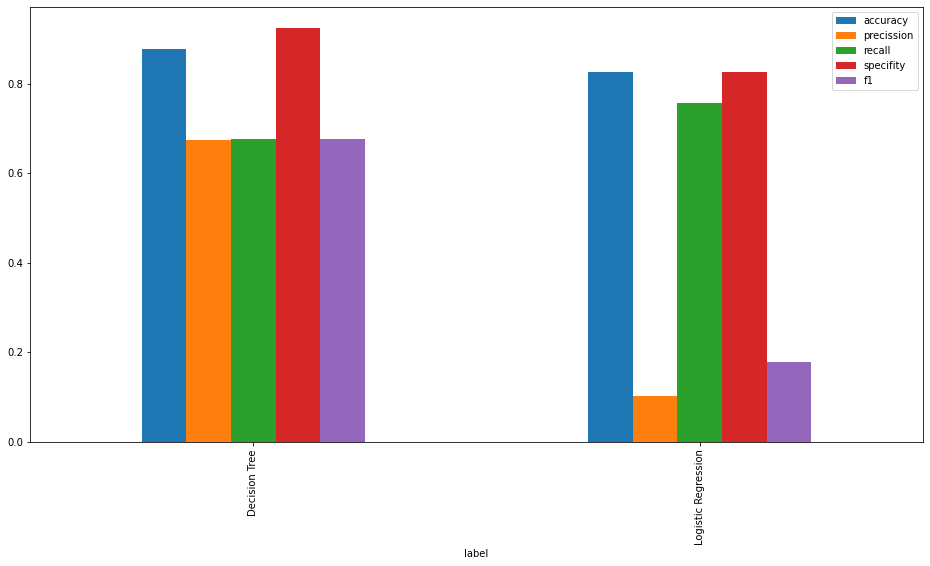 accuracy
precission
recall
specifity
f1
0.8
0.6
0.4
0.2
0.0
Decision Tree
Logistic Regression
label